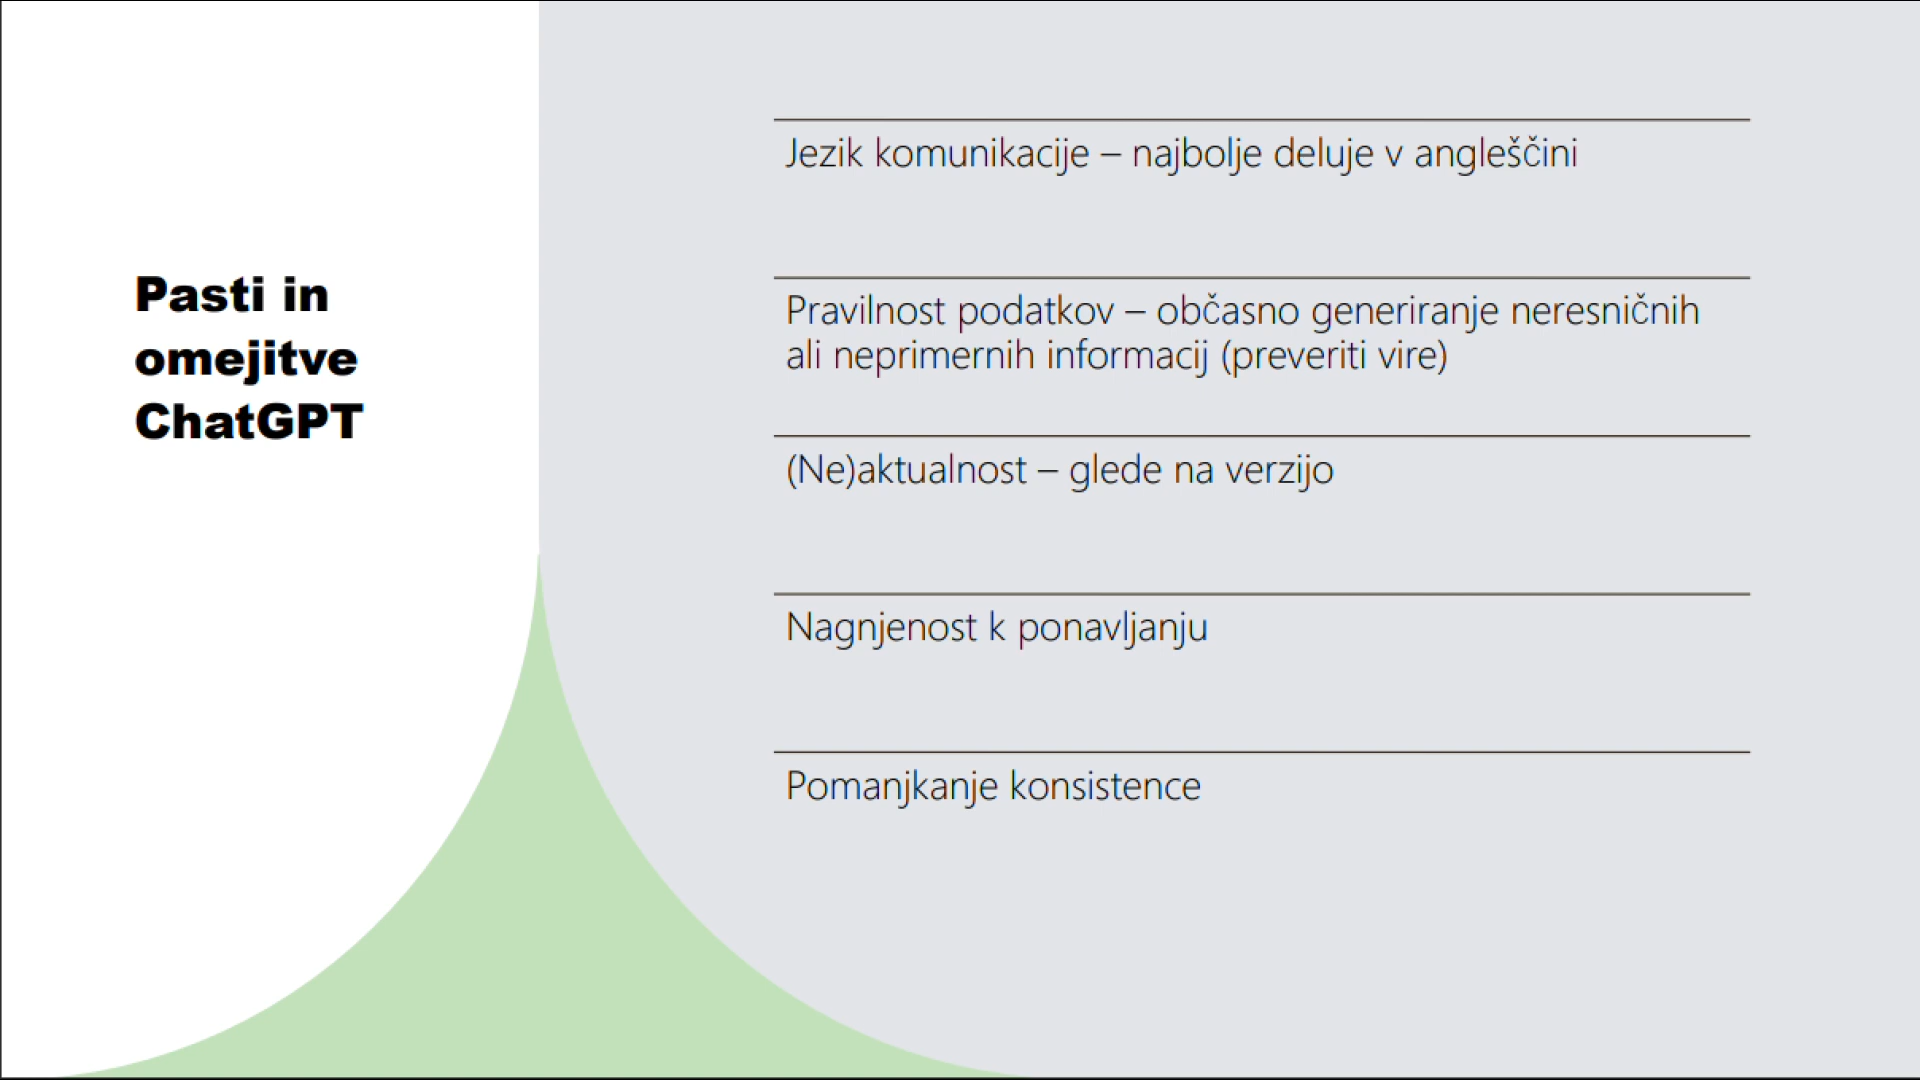 Pasti in
omejitve
ChatGPT
Jezik komunikacije – najbolje deluje v angleščini
Pravilnost podatkov – občasno generiranje neresničnih
ali neprimernih informacij (preveriti vire)
(Ne)aktualnost – glede na verzijo
Nagnjenost k ponavljanju
Pomanjkanje konsistence